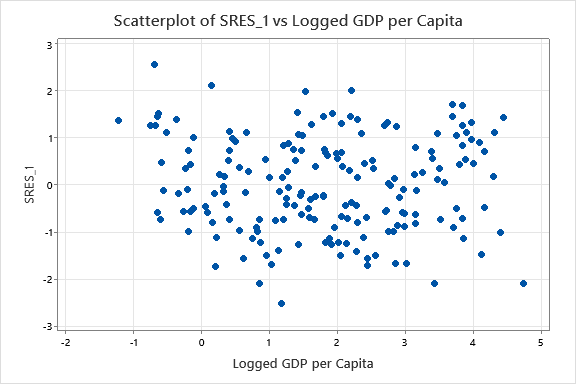 Scatterplot of SRES_1 vs Logged GDP per Capita
3
2
1
0
-1
-2
-3
SRES_1
-2 -1 0 1 2 3 4 5
Logged GDP per Capita